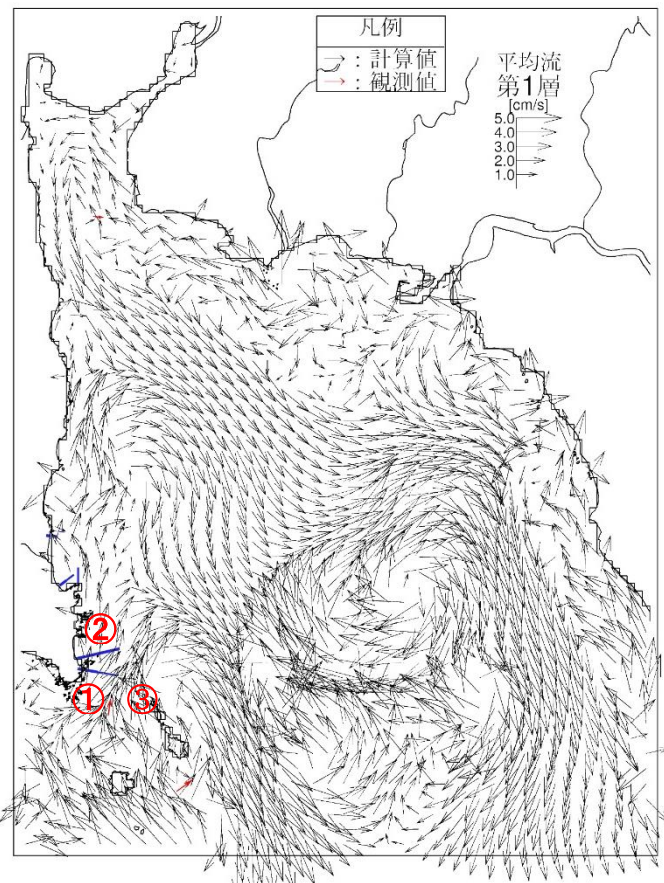 凡例
→ : 計算値
→ : 観測値
平均流
第1層
[cm/s]
5.0
4.0
3.0
2.0
1.0
②
①
③